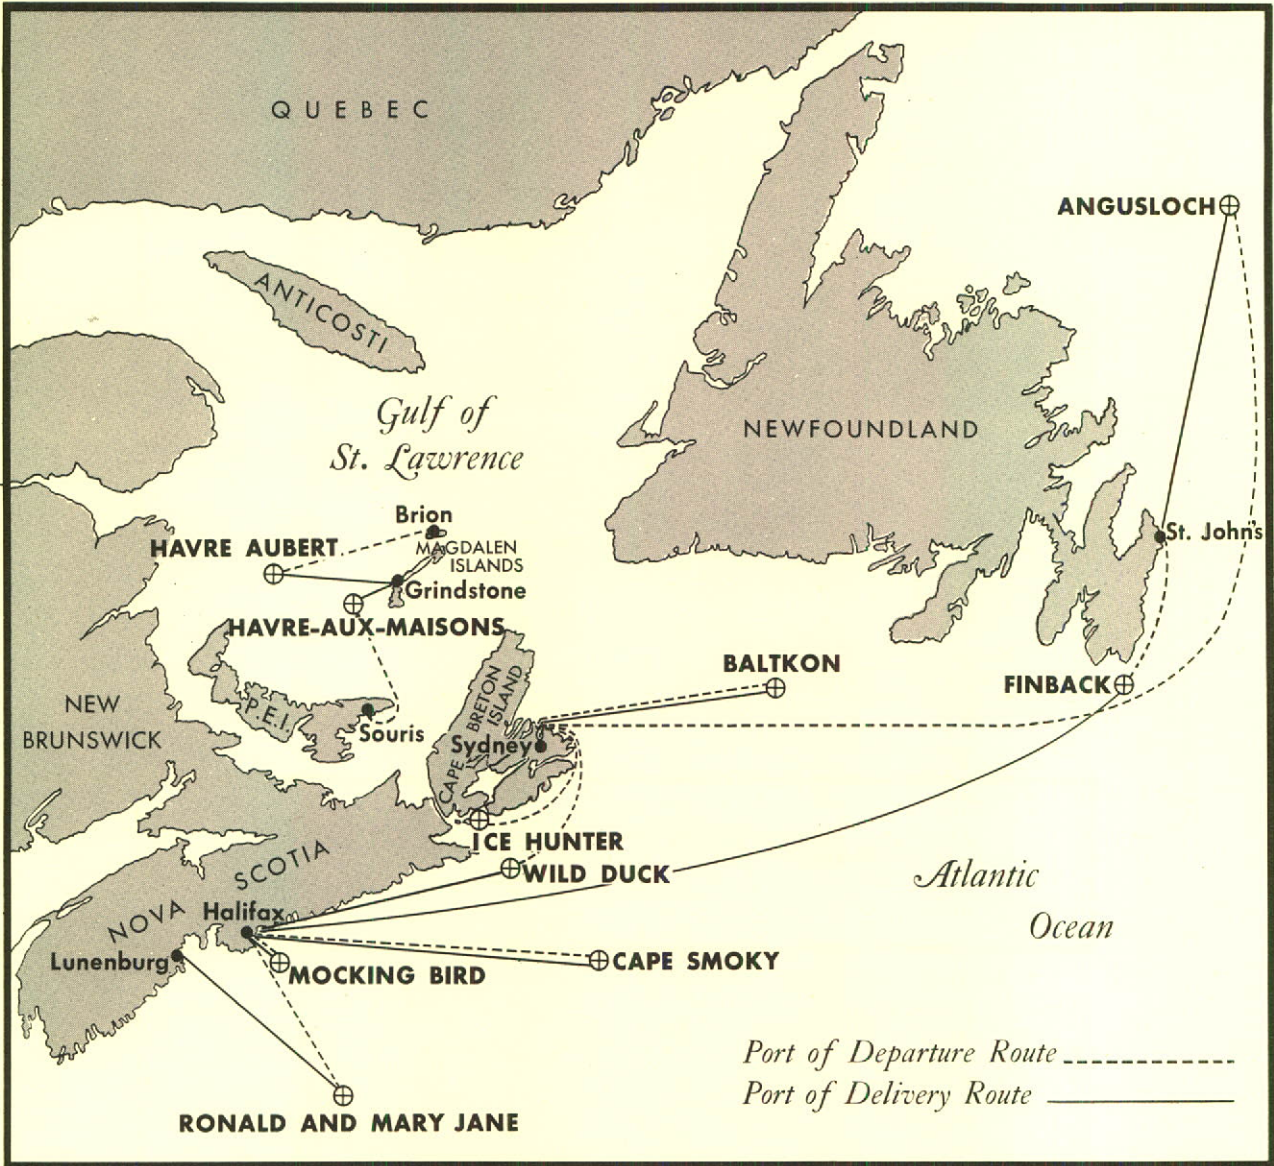 QUEBEC
ANGUSLOCH
ANTICOSTI
Gulf of
St. Lawrence
NEWFOUNDLAND
Brion
HAVRE AUBERT
MAGDALEN
ISLANDS
St. John's
Grindstone
HAVRE-AUX-MAISONS
BALTKON
FINBACK
NEW
BRUNSWICK
P.E.I.
Souris
CAPE BRETON
ISLAND
Sydney
ICE HUNTER
WILD DUCK
NOVA SCOTIA
Atlantic
Ocean
Halifax
Lunenburg
MOCKING BIRD
CAPE SMOKY
Port of Departure Route
Port of Delivery Route
RONALD AND MARY JANE